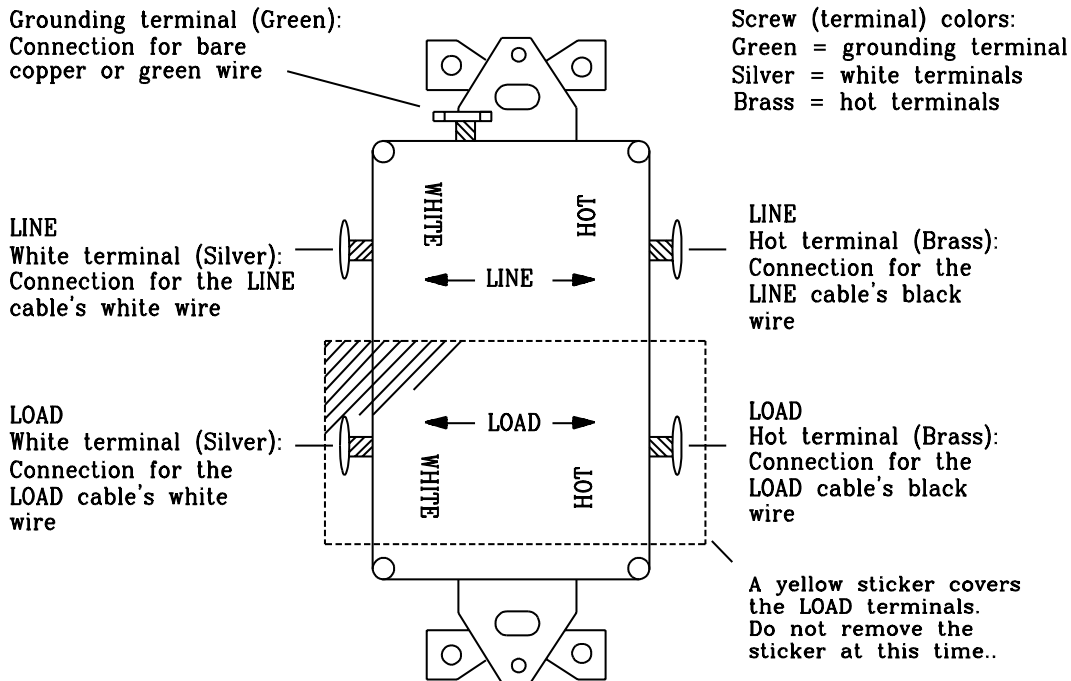 Grounding terminal (Green):
Connection for bare
copper or green wire
Screw (terminal) colors:
Green = grounding terminal
Silver = white terminals
Brass = hot terminals
WHITE
HOT
LINE
LINE
White terminal (Silver):
Connection for the LINE
cable's white wire
LINE
Hot terminal (Brass):
Connection for the
LINE cable's black
wire
LOAD
LOAD
White terminal (Silver):
Connection for the
LOAD cable's white
wire
WHITE
HOT
LOAD
Hot terminal (Brass):
Connection for the
LOAD cable's black
wire
A yellow sticker covers
the LOAD terminals.
Do not remove the
sticker at this time..